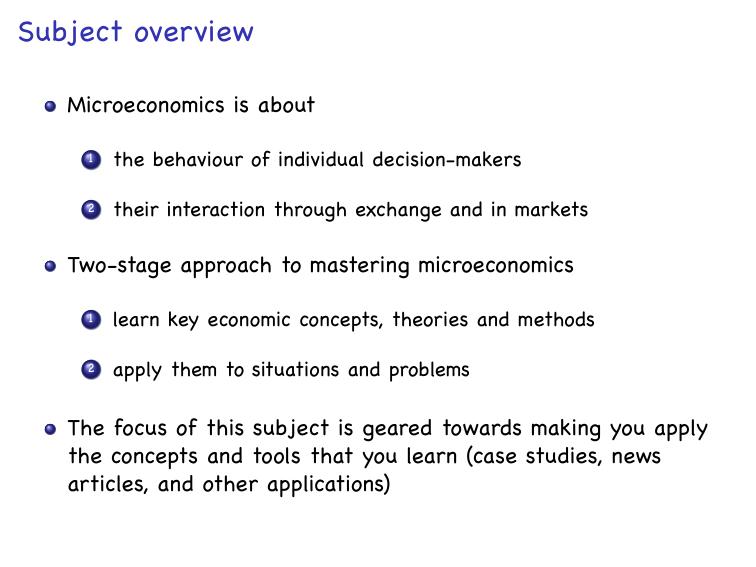 Subject overview
Microeconomics is about
1 the behaviour of individual decision-makers
2 their interaction through exchange and in markets
Two-stage approach to mastering microeconomics
1 learn key economic concepts, theories and methods
2 apply them to situations and problems
The focus of this subject is geared towards making you apply
the concepts and tools that you learn (case studies, news
articles, and other applications)